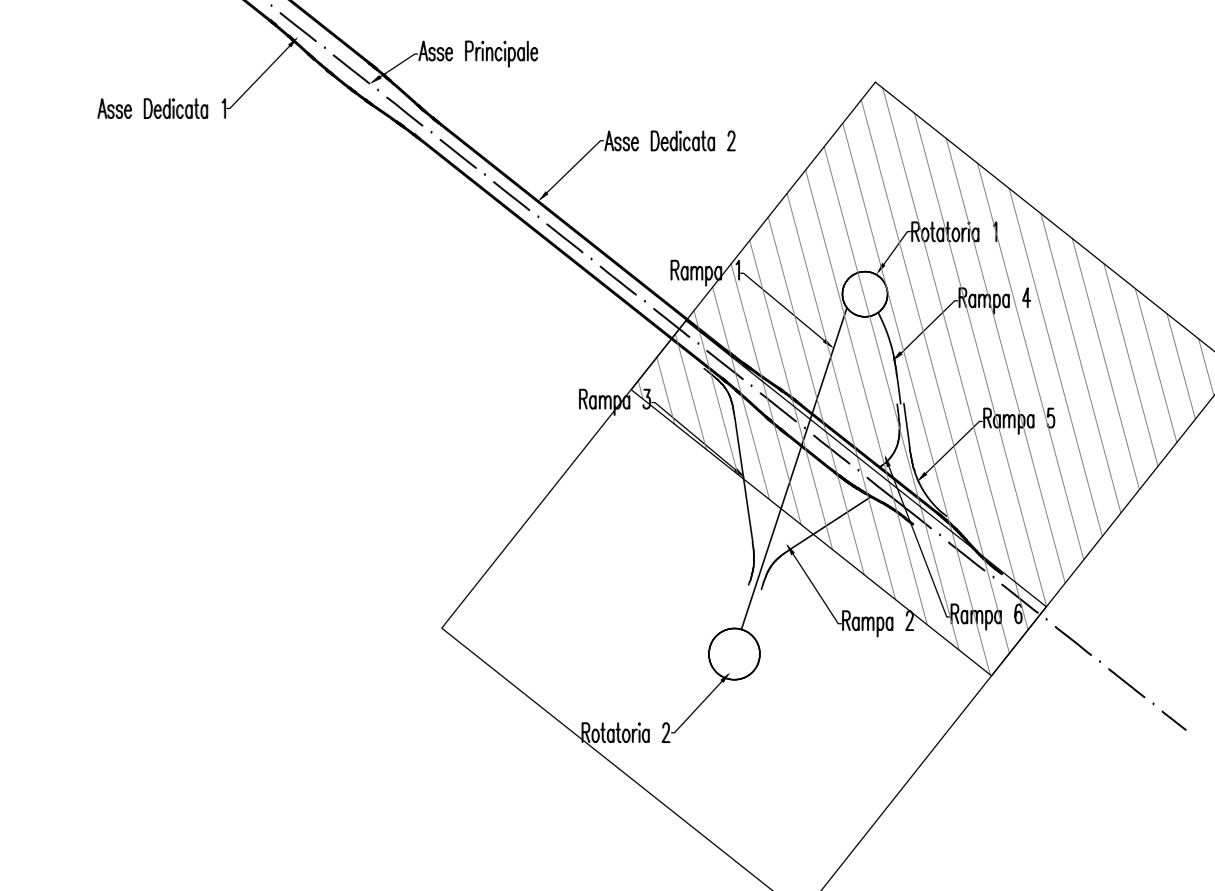 Asse Principale
Asse Dedicata 1
Asse Dedicata 2
Rotatoria 1
Rampa 1
Rampa 4
Rampa 3
Rampa 5
Rampa 6
Rampa 2
Rotatoria 2